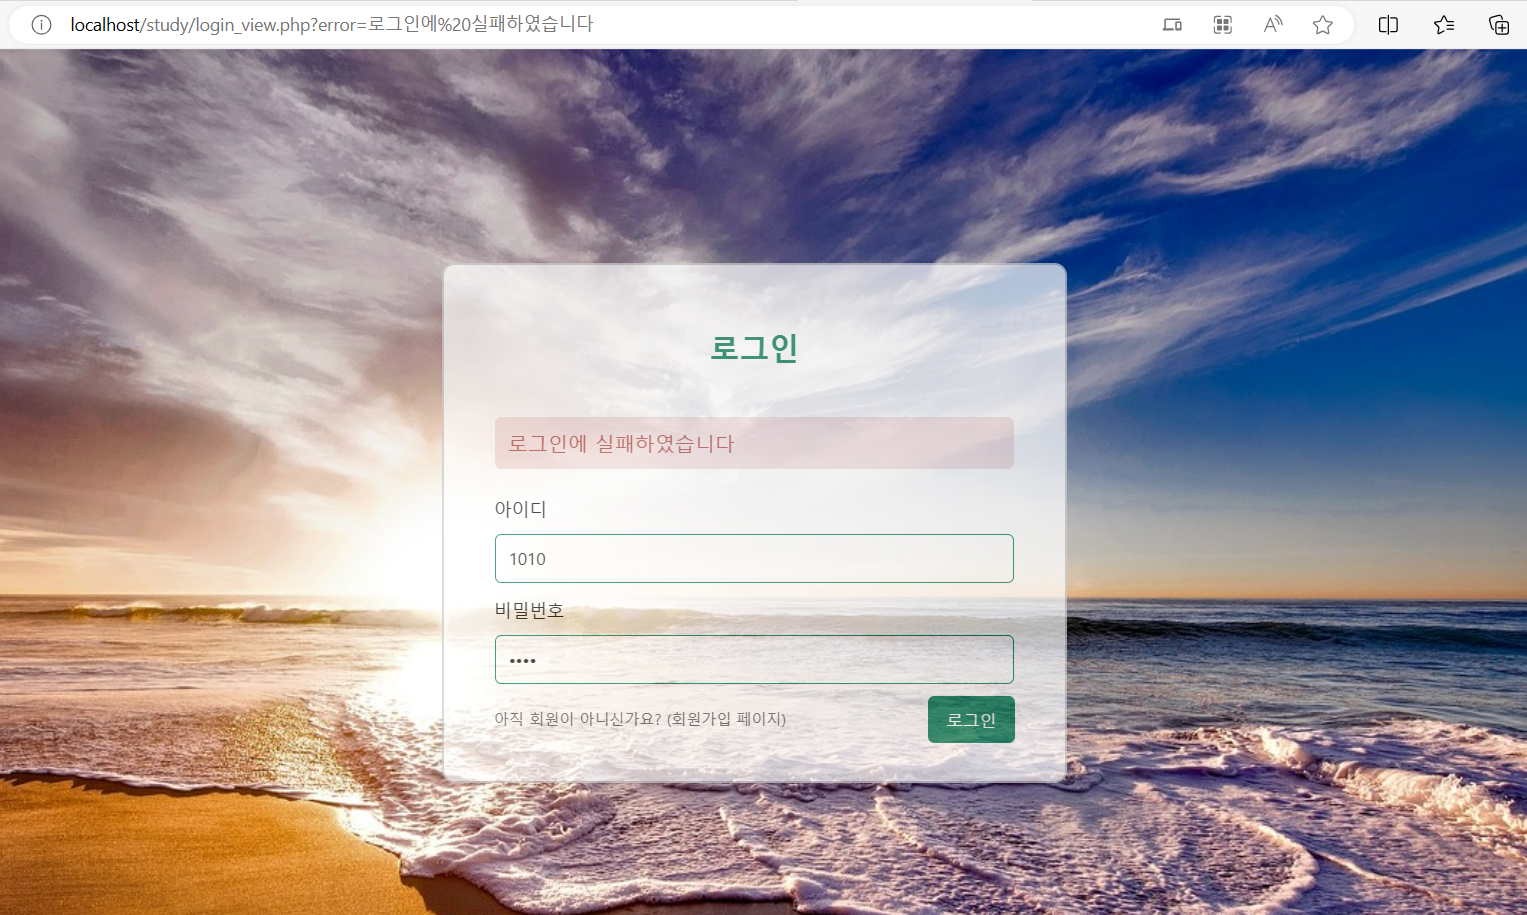 localhost/study/login_view.php?error=로그인에%20실패하였습니다
로그인
로그인에 실패하였습니다
아이디
1010
비밀번호
••••
아직 회원이 아니신가요? (회원가입 페이지)
로그인